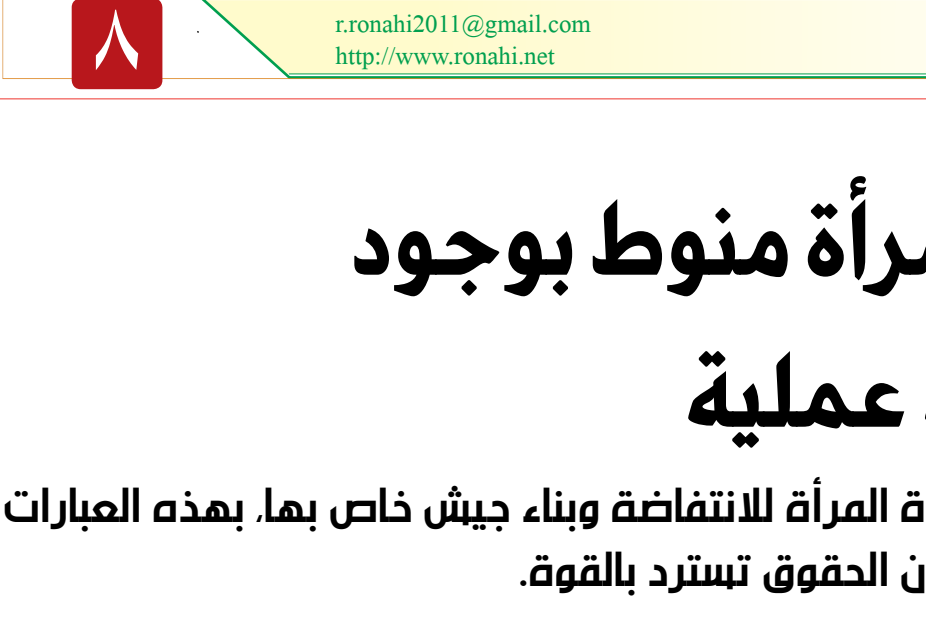 ٨
r.ronahi2011@gmail.com
http://www.ronahi.net
مرأة منوط بوجود
عملية
ة المرأة للانتفاضة وبناء جيش خاص بها، بهذه العبارات
ن الحقوق تسترد بالقوة.